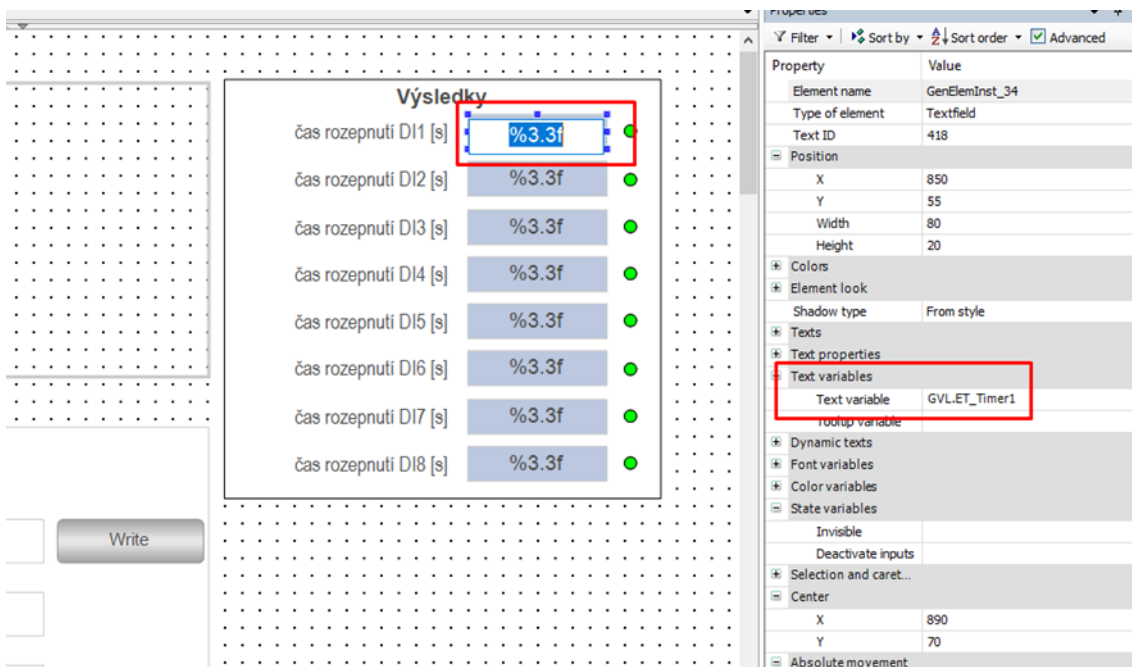 Properties
Filter Sort by Sort order Advanced
Property Value
Element name GenElemInst_34
Type of element Textfield
Text ID 418
Position
X 850
Y 55
Width 80
Height 20
Colors
Element look
Shadow type From style
Texts
Text properties
Text variables
Text variable GVL.ET_Timer1
Tooltip variable
Dynamic texts
Font variables
Color variables
State variables
Invisible
Deactivate inputs
Selection and caret...
Center
X 890
Y 70
Absolute movement
Výsledky
čas rozepnutí DI1 [s] %3.3f
čas rozepnutí DI2 [s] %3.3f
čas rozepnutí DI3 [s] %3.3f
čas rozepnutí DI4 [s] %3.3f
čas rozepnutí DI5 [s] %3.3f
čas rozepnutí DI6 [s] %3.3f
čas rozepnutí DI7 [s] %3.3f
čas rozepnutí DI8 [s] %3.3f
Write